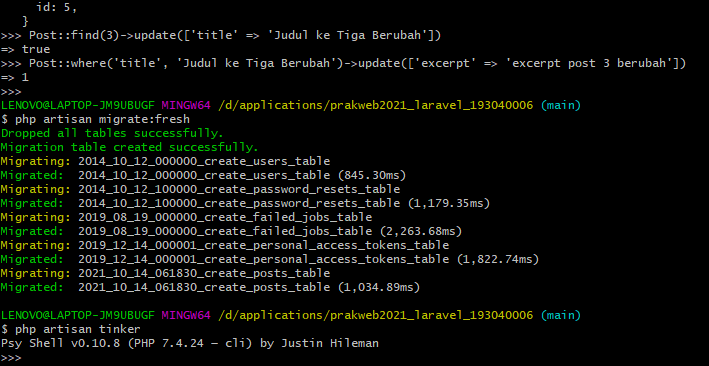 id: 5,
}
>>> Post::find(3)->update(['title' => 'Judul ke Tiga Berubah'])
=> true
>>> Post::where('title', 'Judul ke Tiga Berubah')->update(['excerpt' => 'excerpt post 3 berubah'])
=> 1
>>>
LENOVO@LAPTOP-JM9UBUGF MINGW64 /d/applications/prakweb2021_laravel_193040006 (main)
$ php artisan migrate:fresh
Dropped all tables successfully.
Migration table created successfully.
Migrating: 2014_10_12_000000_create_users_table
Migrated:  2014_10_12_000000_create_users_table (845.30ms)
Migrating: 2014_10_12_100000_create_password_resets_table
Migrated:  2014_10_12_100000_create_password_resets_table (1,179.35ms)
Migrating: 2019_08_19_000000_create_failed_jobs_table
Migrated:  2019_08_19_000000_create_failed_jobs_table (2,263.68ms)
Migrating: 2019_12_14_000001_create_personal_access_tokens_table
Migrated:  2019_12_14_000001_create_personal_access_tokens_table (1,822.74ms)
Migrating: 2021_10_14_061830_create_posts_table
Migrated:  2021_10_14_061830_create_posts_table (1,034.89ms)
LENOVO@LAPTOP-JM9UBUGF MINGW64 /d/applications/prakweb2021_laravel_193040006 (main)
$ php artisan tinker
Psy Shell v0.10.8 (PHP 7.4.24 — cli) by Justin Hileman
>>>